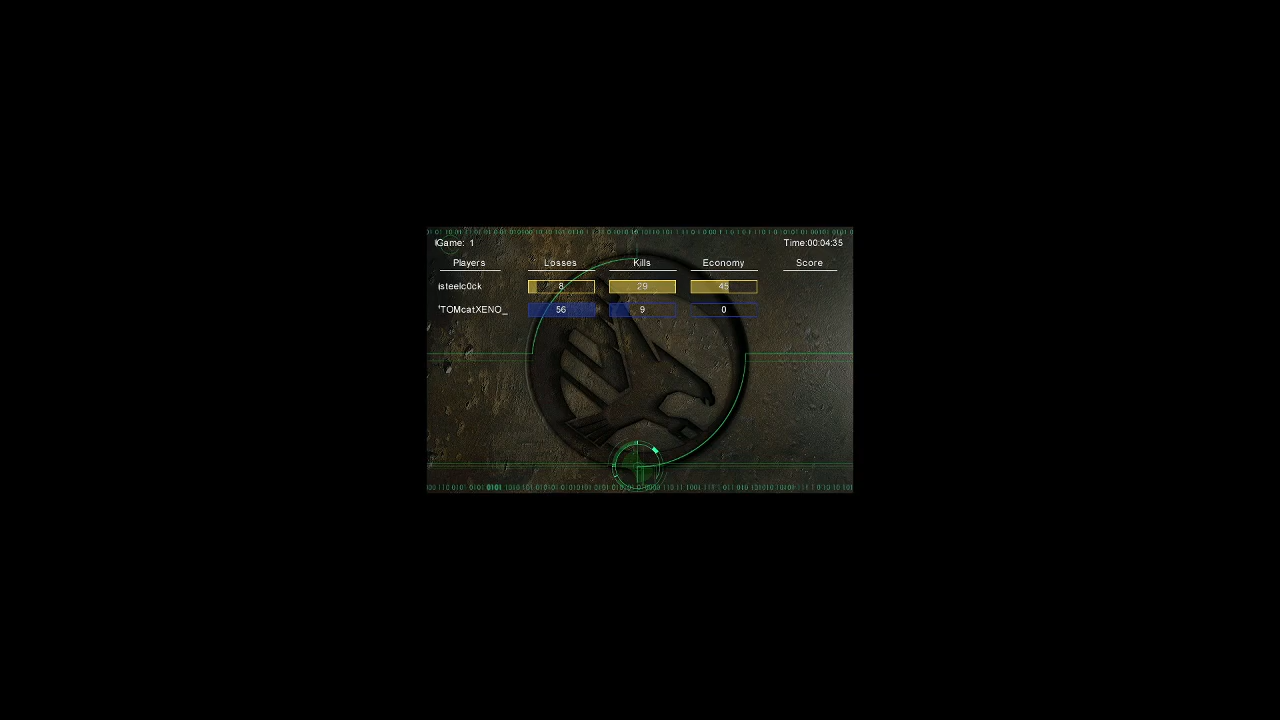 Game: 1 Time:00:04:35
Players Losses Kills Economy Score
steelc0ck 8 29 45
TOMcatXENO_ 56 9 0